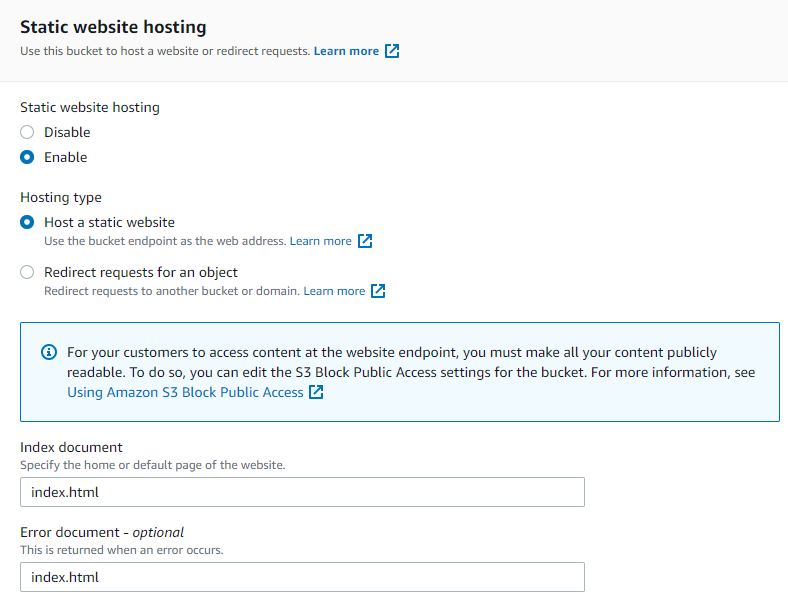 Static website hosting
Use this bucket to host a website or redirect requests. Learn more
Static website hosting
Disable
Enable
Hosting type
Host a static website
Use the bucket endpoint as the web address. Learn more
Redirect requests for an object
Redirect requests to another bucket or domain. Learn more
For your customers to access content at the website endpoint, you must make all your content publicly
readable. To do so, you can edit the S3 Block Public Access settings for the bucket. For more information, see
Using Amazon S3 Block Public Access
Index document
Specify the home or default page of the website.
index.html
Error document - optional
This is returned when an error occurs.
index.html